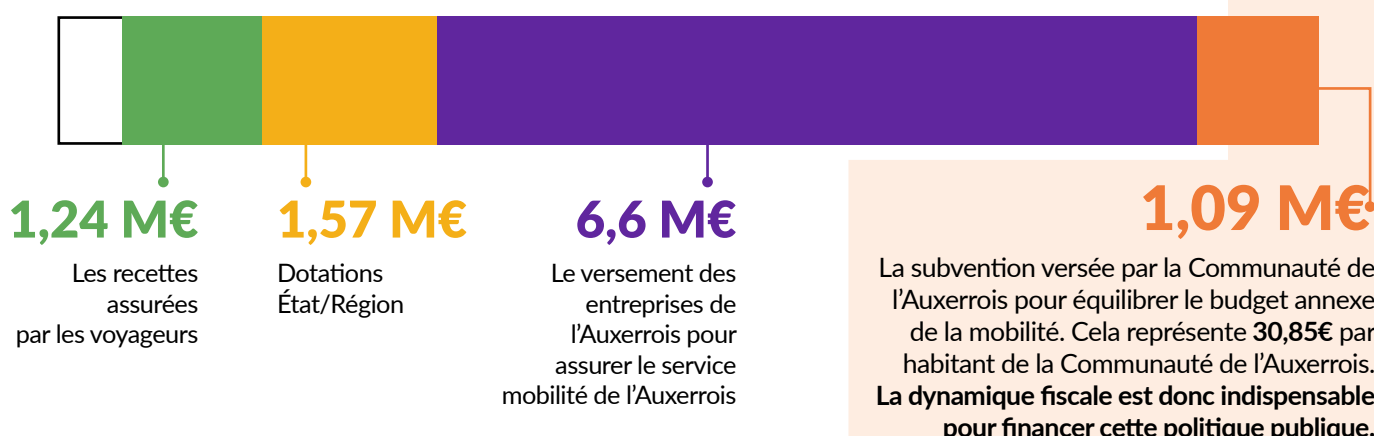 1,24 M€
Les recettes
assurées
par les voyageurs
1,57 M€
Dotations
État/Région
6,6 M€
Le versement des
entreprises de
l'Auxerrois pour
assurer le service
mobilité de l'Auxerrois
1,09 M€
La subvention versée par la Communauté de
l'Auxerrois pour équilibrer le budget annexe
de la mobilité. Cela représente 30,85€ par
habitant de la Communauté de l'Auxerrois.
La dynamique fiscale est donc indispensable
pour financer cette politique publique.